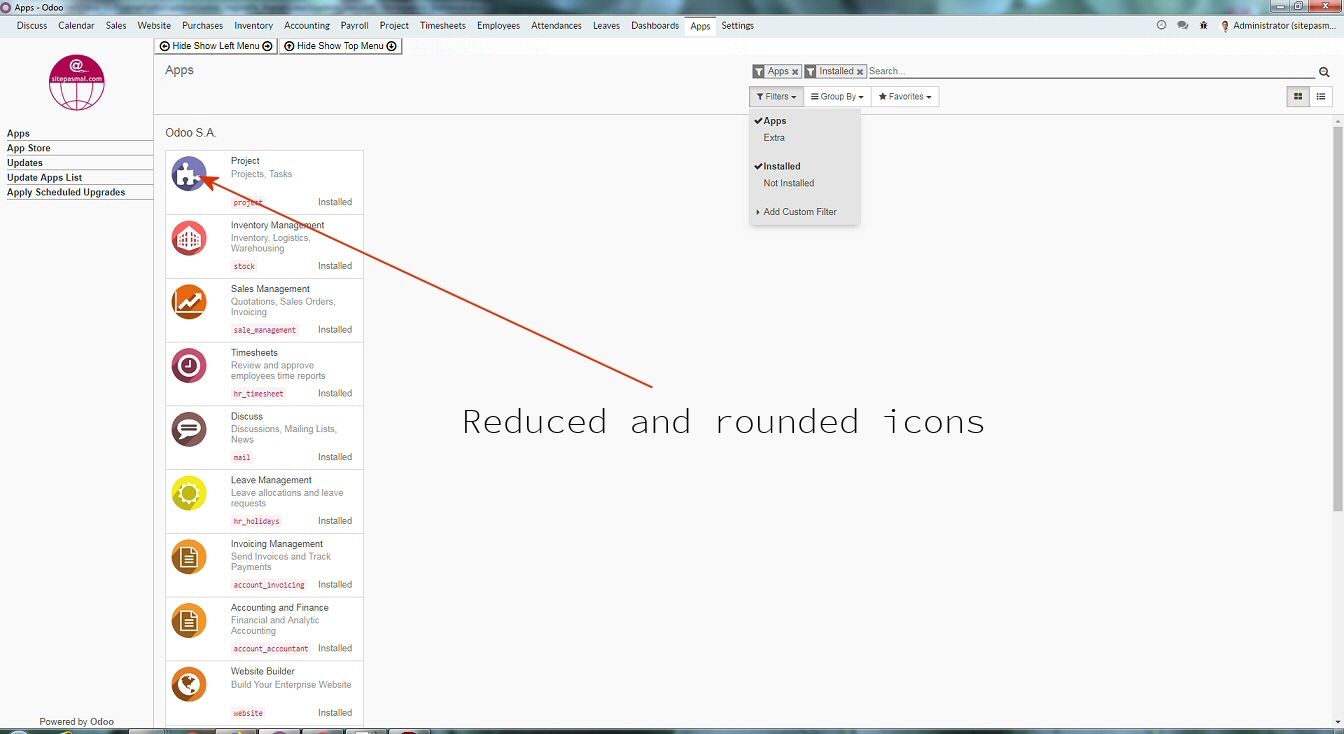 Apps - Odoo
Discuss Calendar Sales Website Purchases Inventory Accounting Payroll Project Timesheets Employees Attendances Leaves Dashboards Apps Settings Administrator (sitepasm...
Hide Show Left Menu Hide Show Top Menu
@
sitepasmal.com
Apps
App Store
Updates
Update Apps List
Apply Scheduled Upgrades
Powered by Odoo
Apps
Apps Installed Search...
Filters Group By Favorites
Apps
Extra
Installed
Not Installed
Add Custom Filter
Odoo S.A.
Project
Projects, Tasks
project Installed
Inventory Management
Inventory, Logistics,
Warehousing
stock Installed
Sales Management
Quotations, Sales Orders,
Invoicing
sale_management Installed
Timesheets
Review and approve
employees time reports
hr_timesheet Installed
Discuss
Discussions, Mailing Lists,
News
mail Installed
Leave Management
Leave allocations and leave
requests
hr_holidays Installed
Invoicing Management
Send Invoices and Track
Payments
account_invoicing Installed
Accounting and Finance
Financial and Analytic
Accounting
account_accountant Installed
Website Builder
Build Your Enterprise Website
website Installed
Reduced and rounded icons